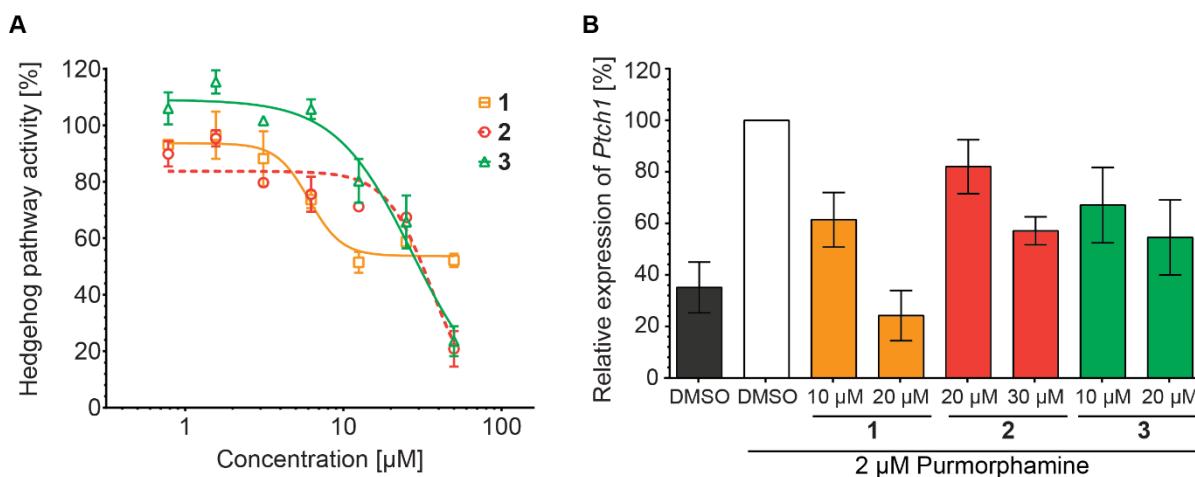 A
Hedgehog pathway activity [%]
120
100
80
60
40
20
0
1 10 100
Concentration [µM]
1
2
3
B
Relative expression of Ptch1 [%]
120
100
80
60
40
20
0
DMSO DMSO 10 µM 20 µM 20 µM 30 µM 10 µM 20 µM
1 2 3
2 µM Purmorphamine